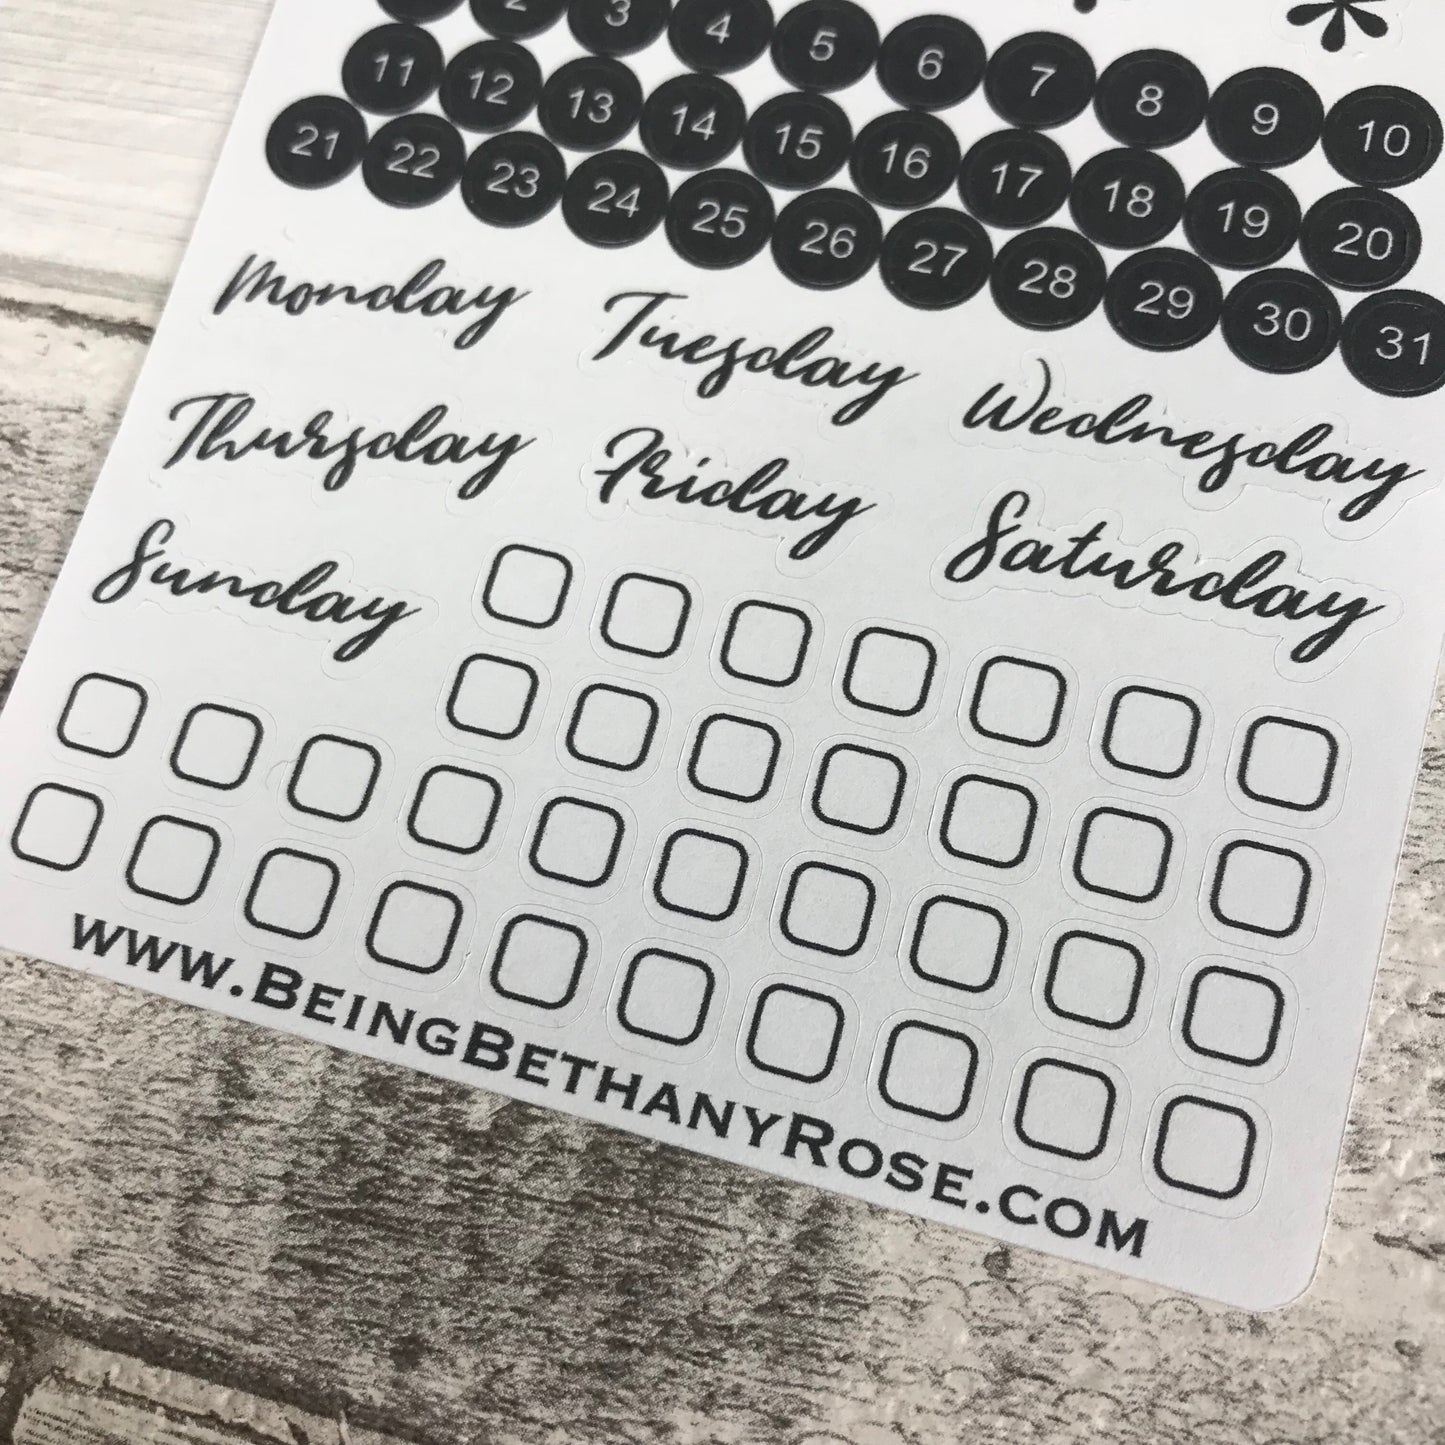 2 3 4 5 6 7 8 9 10
11 12 13 14 15 16 17 18 19 20
21 22 23 24 25 26 27 28 29 30 31
Monday Tuesday Wednesday
Thursday Friday Saturday
Sunday
www.BeingBethanyRose.com